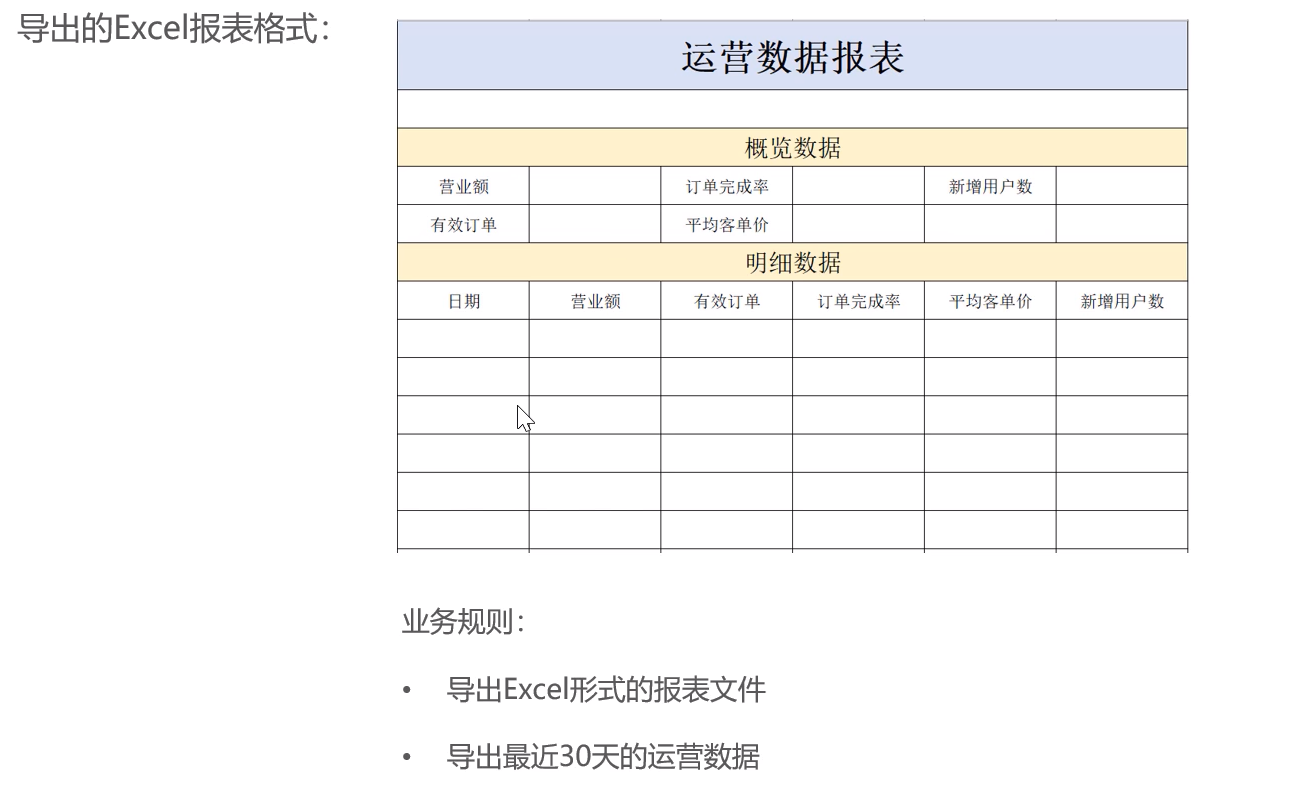 导出的Excel报表格式：
运营数据报表
概览数据
营业额 订单完成率 新增用户数
有效订单 平均客单价
明细数据
日期 营业额 有效订单 订单完成率 平均客单价 新增用户数
业务规则：
• 导出Excel形式的报表文件
• 导出最近30天的运营数据